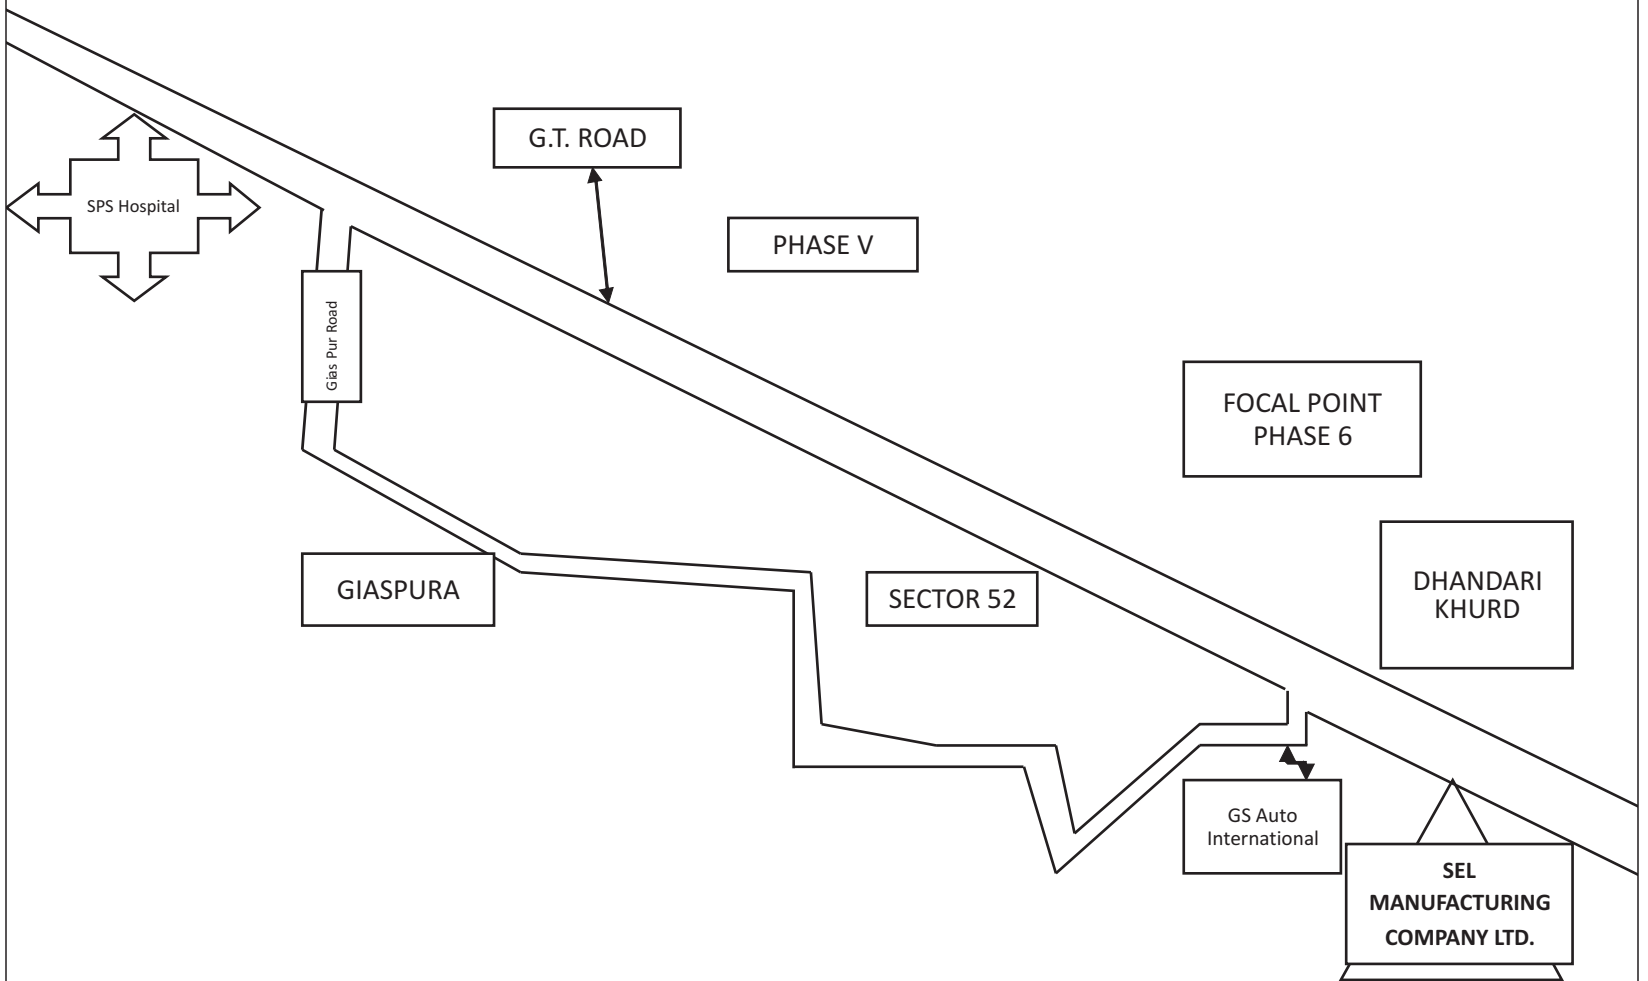 G.T. ROAD
SPS Hospital
PHASE V
Gias Pur Road
FOCAL POINT
PHASE 6
GIASPURA
SECTOR 52
DHANDARI
KHURD
GS Auto
International
SEL
MANUFACTURING
COMPANY LTD.